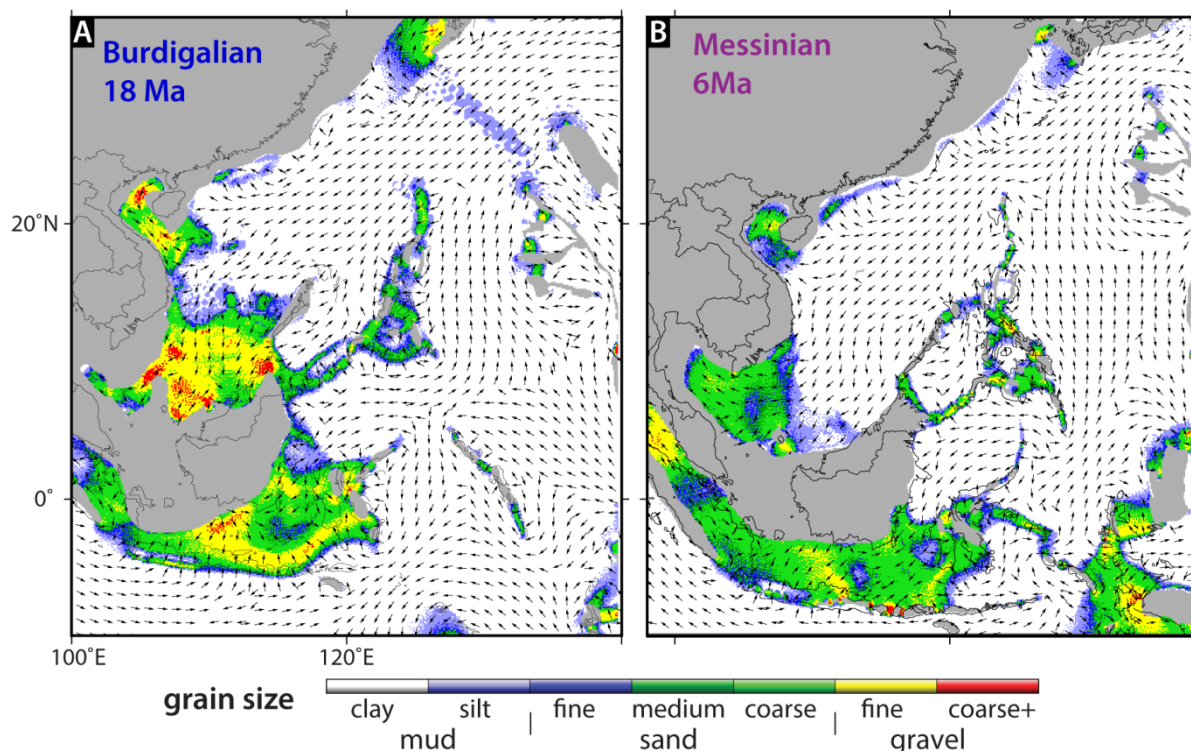 A
Burdigalian
18 Ma
B
Messinian
6Ma
20°N
0°
100°E
120°E
grain size
clay silt fine medium coarse fine coarse+
mud | sand | gravel